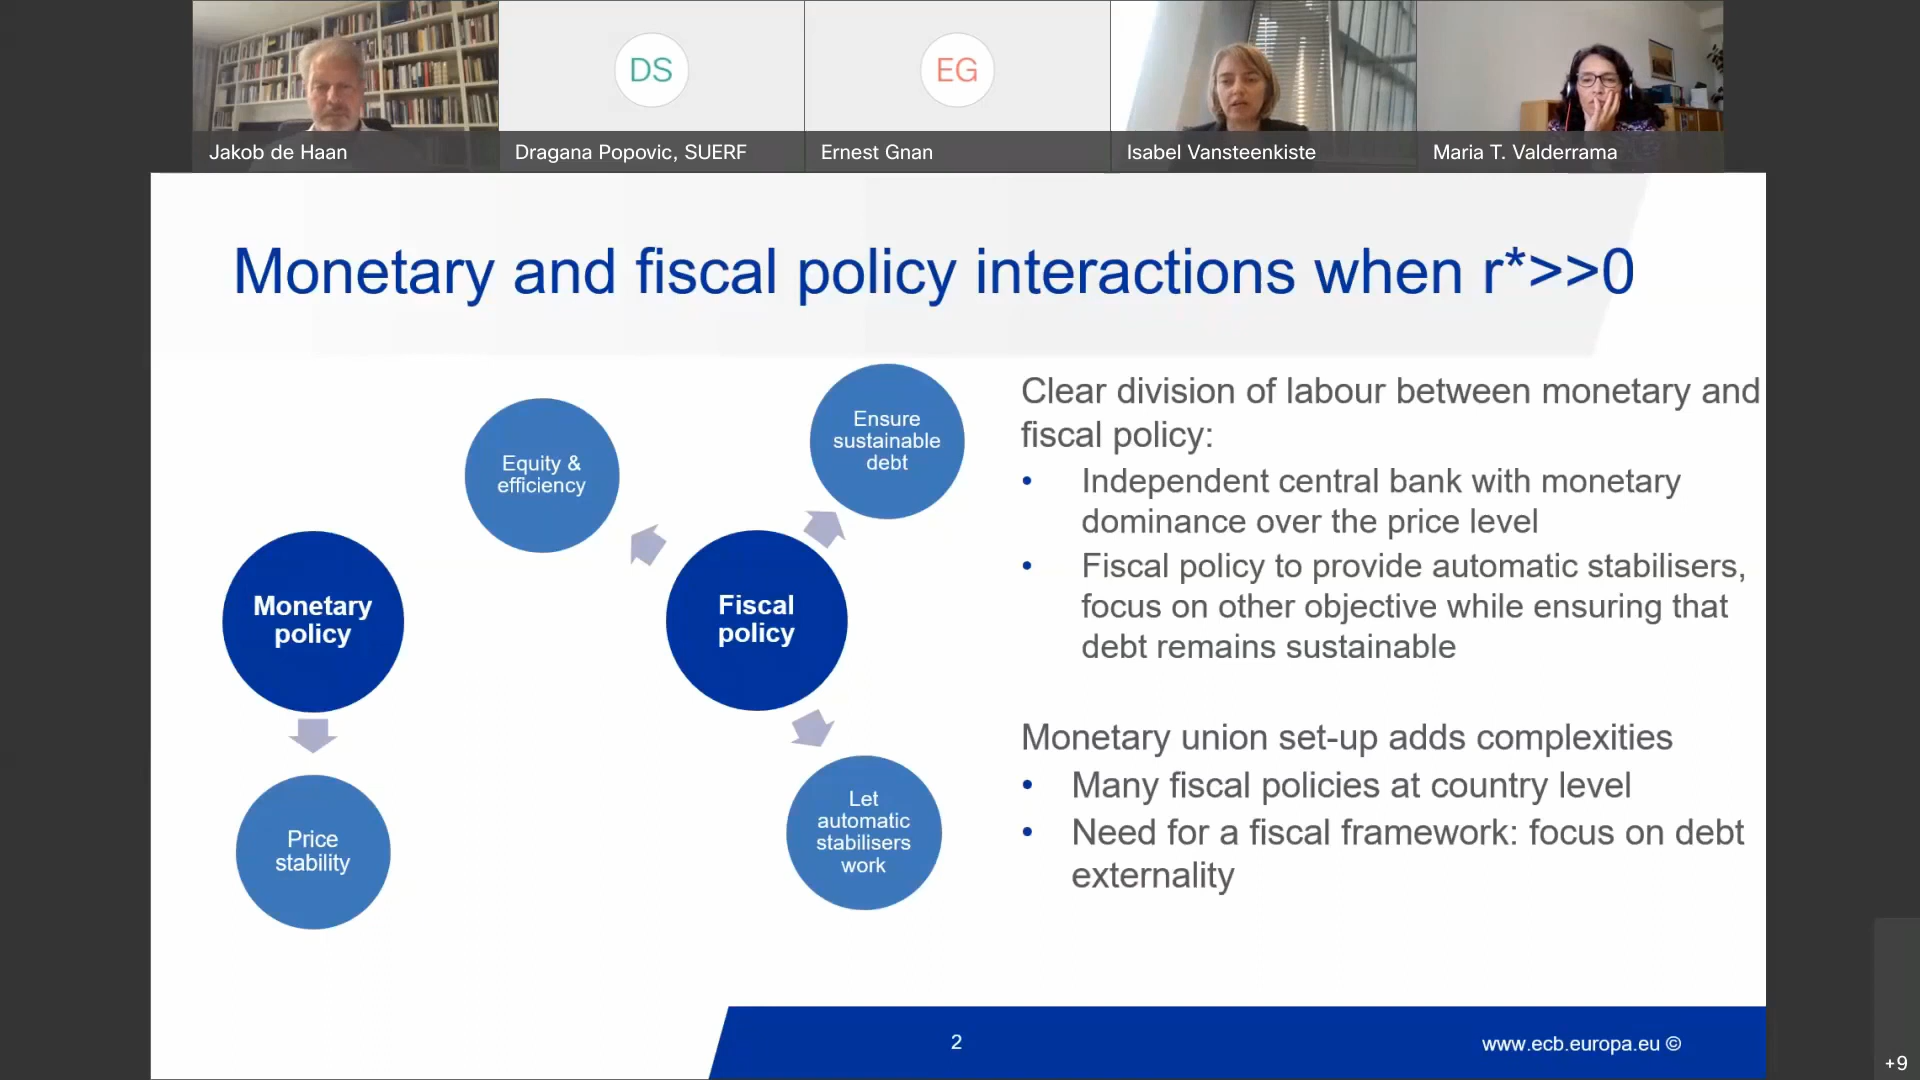 DS
EG
Jakob de Haan
Dragana Popovic, SUERF
Ernest Gnan
Isabel Vansteenkiste
Maria T. Valderrama
Monetary and fiscal policy interactions when r*>>0
Equity &
efficiency
Ensure
sustainable
debt
Monetary
policy
Fiscal
policy
Price
stability
Let
automatic
stabilisers
work
Clear division of labour between monetary and
fiscal policy:
• Independent central bank with monetary
dominance over the price level
• Fiscal policy to provide automatic stabilisers,
focus on other objective while ensuring that
debt remains sustainable
Monetary union set-up adds complexities
• Many fiscal policies at country level
• Need for a fiscal framework: focus on debt
externality
2
www.ecb.europa.eu ©
+9